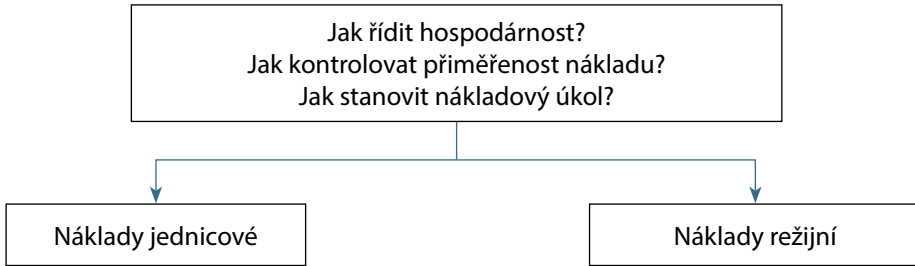 Jak řídit hospodárnost?
Jak kontrolovat přiměřenost nákladu?
Jak stanovit nákladový úkol?
Náklady jednicové
Náklady režijní